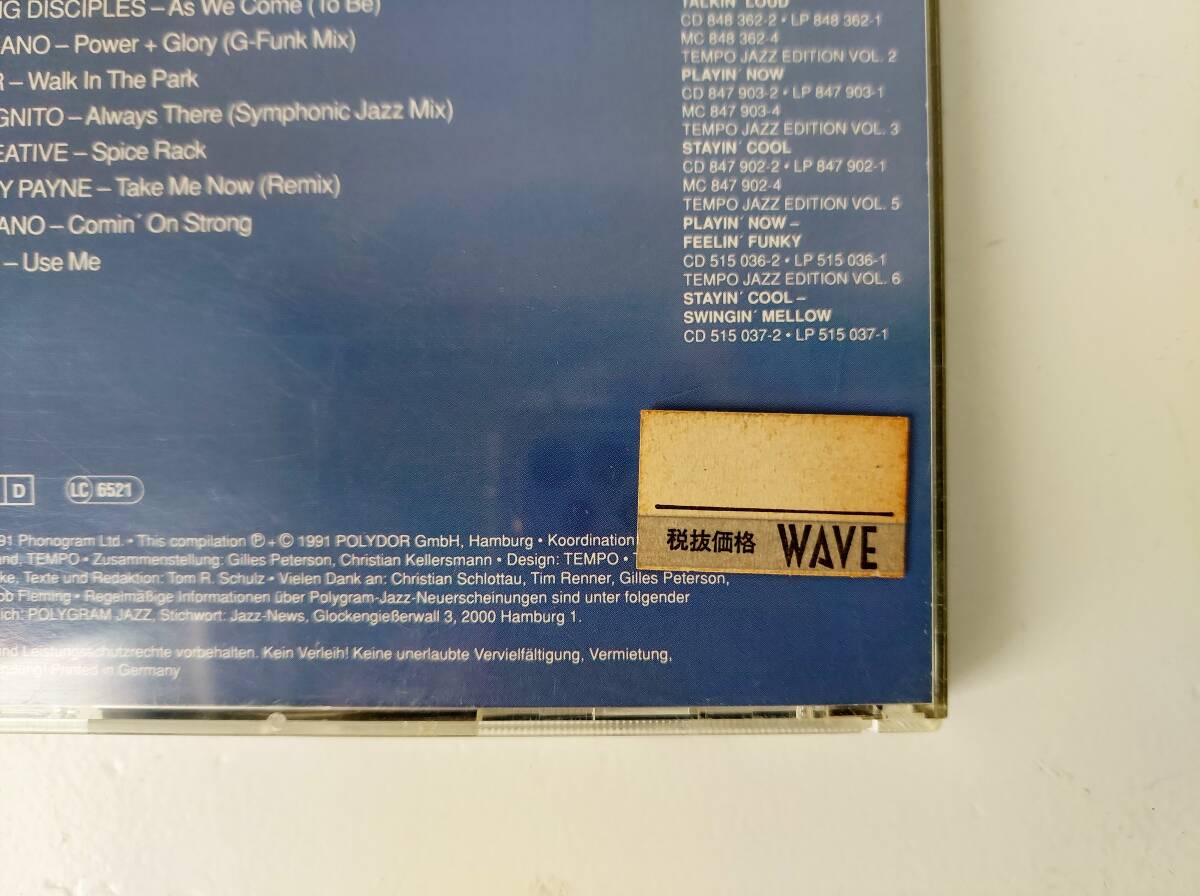 NG DISCIPLES – As We Come (To Be)
ANO – Power + Glory (G-Funk Mix)
R – Walk In The Park
GNITO – Always There (Symphonic Jazz Mix)
EATIVE – Spice Rack
Y PAYNE – Take Me Now (Remix)
ANO – Comin´ On Strong
– Use Me
TALKIN´ LOUD
CD 848 362-2 • LP 848 362-1
MC 848 362-4
TEMPO JAZZ EDITION VOL. 2
PLAYIN´ NOW
CD 847 903-2 • LP 847 903-1
MC 847 903-4
TEMPO JAZZ EDITION VOL. 3
STAYIN´ COOL
CD 847 902-2 • LP 847 902-1
MC 847 902-4
TEMPO JAZZ EDITION VOL. 5
PLAYIN´ NOW –
FEELIN´ FUNKY
CD 515 036-2 • LP 515 036-1
TEMPO JAZZ EDITION VOL. 6
STAYIN´ COOL –
SWINGIN´ MELLOW
CD 515 037-2 • LP 515 037-1
D
LC 6521
税抜価格 WAVE
91 Phonogram Ltd. • This compilation ℗ + © 1991 POLYDOR GmbH, Hamburg • Koordination
and, TEMPO • Zusammenstellung: Gilles Peterson, Christian Kellersmann • Design: TEMPO •
ke, Texte und Redaktion: Tom R. Schulz • Vielen Dank an: Christian Schlottau, Tim Renner, Gilles Peterson,
ob Fleming • Regelmäßige Informationen über Polygram-Jazz-Neuerscheinungen sind unter folgender
ich: POLYGRAM JAZZ, Stichwort: Jazz-News, Glockengießerwall 3, 2000 Hamburg 1.
und Leistungsschutzrechte vorbehalten. Kein Verleih! Keine unerlaubte Vervielfältigung, Vermietung,
endung! Printed in Germany